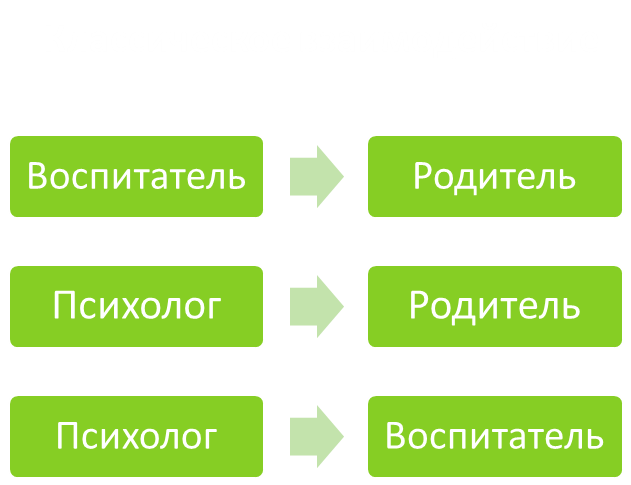 Воспитатель Родитель
Психолог Родитель
Психолог Воспитатель